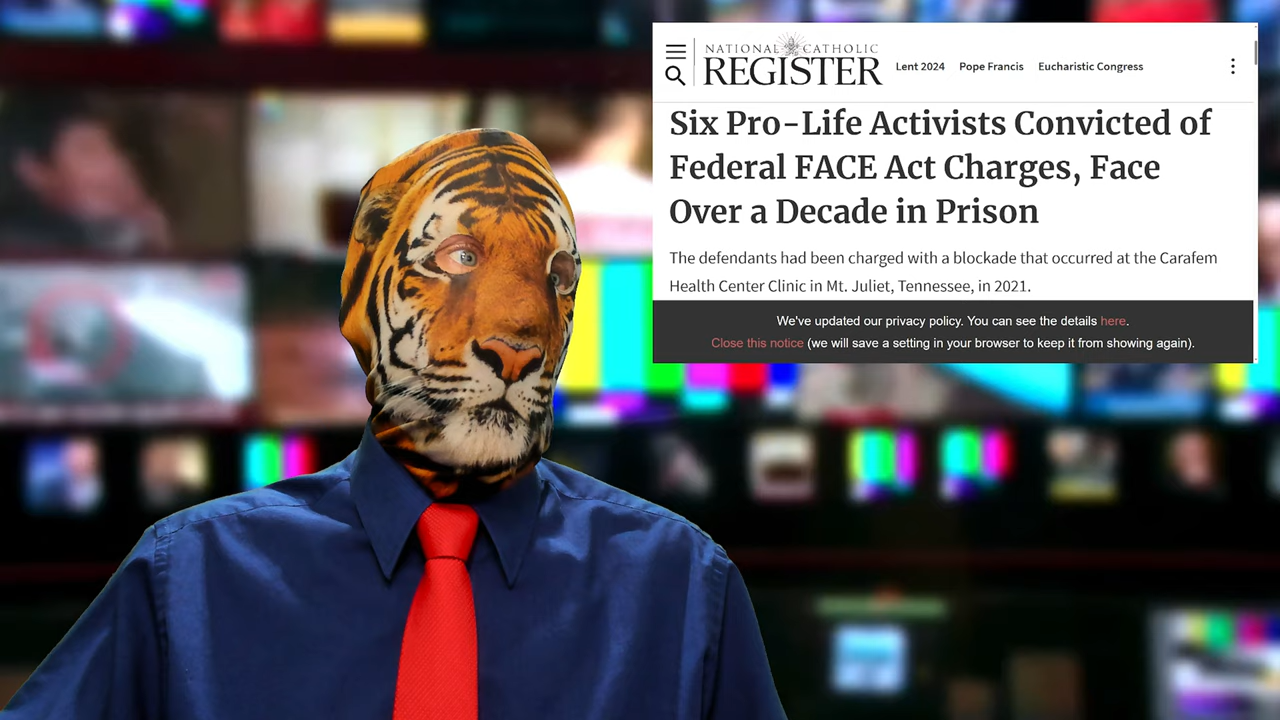 NATIONAL CATHOLIC
REGISTER
Lent 2024 Pope Francis Eucharistic Congress
Six Pro-Life Activists Convicted of
Federal FACE Act Charges, Face
Over a Decade in Prison
The defendants had been charged with a blockade that occurred at the Carafem
Health Center Clinic in Mt. Juliet, Tennessee, in 2021.
We've updated our privacy policy. You can see the details here.
Close this notice (we will save a setting in your browser to keep it from showing again).